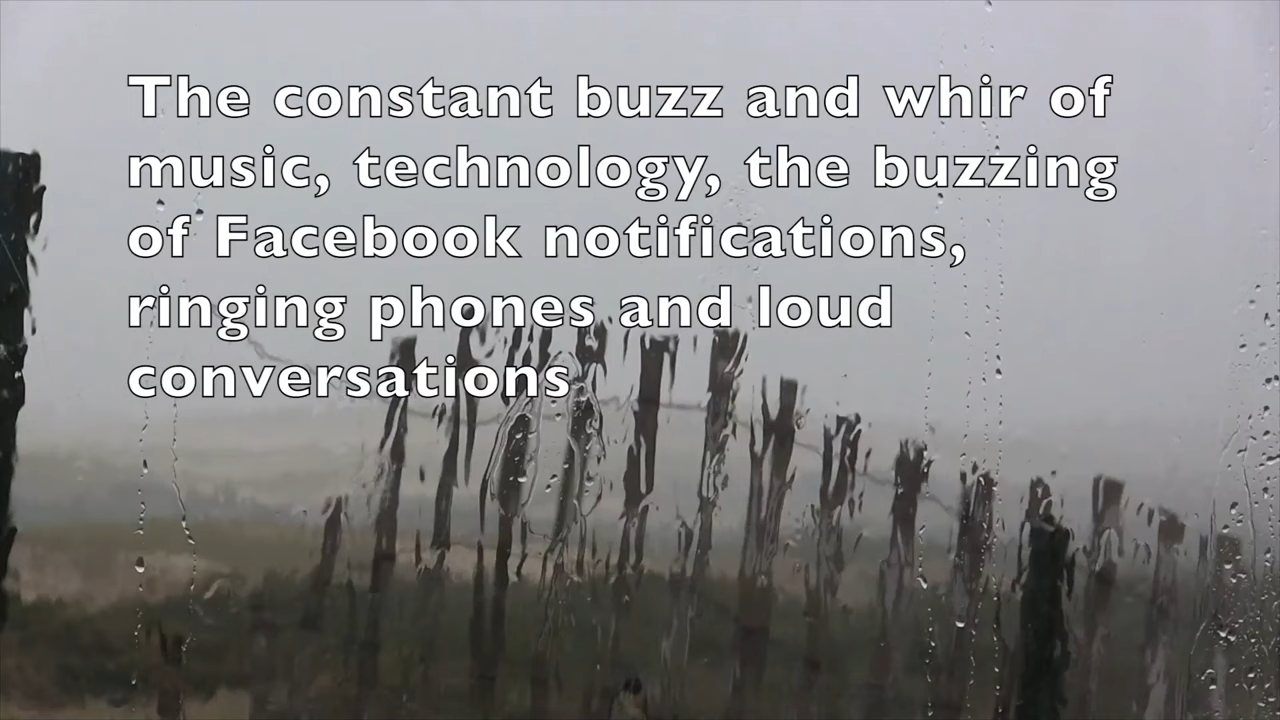 The constant buzz and whir of
music, technology, the buzzing
of Facebook notifications,
ringing phones and loud
conversations